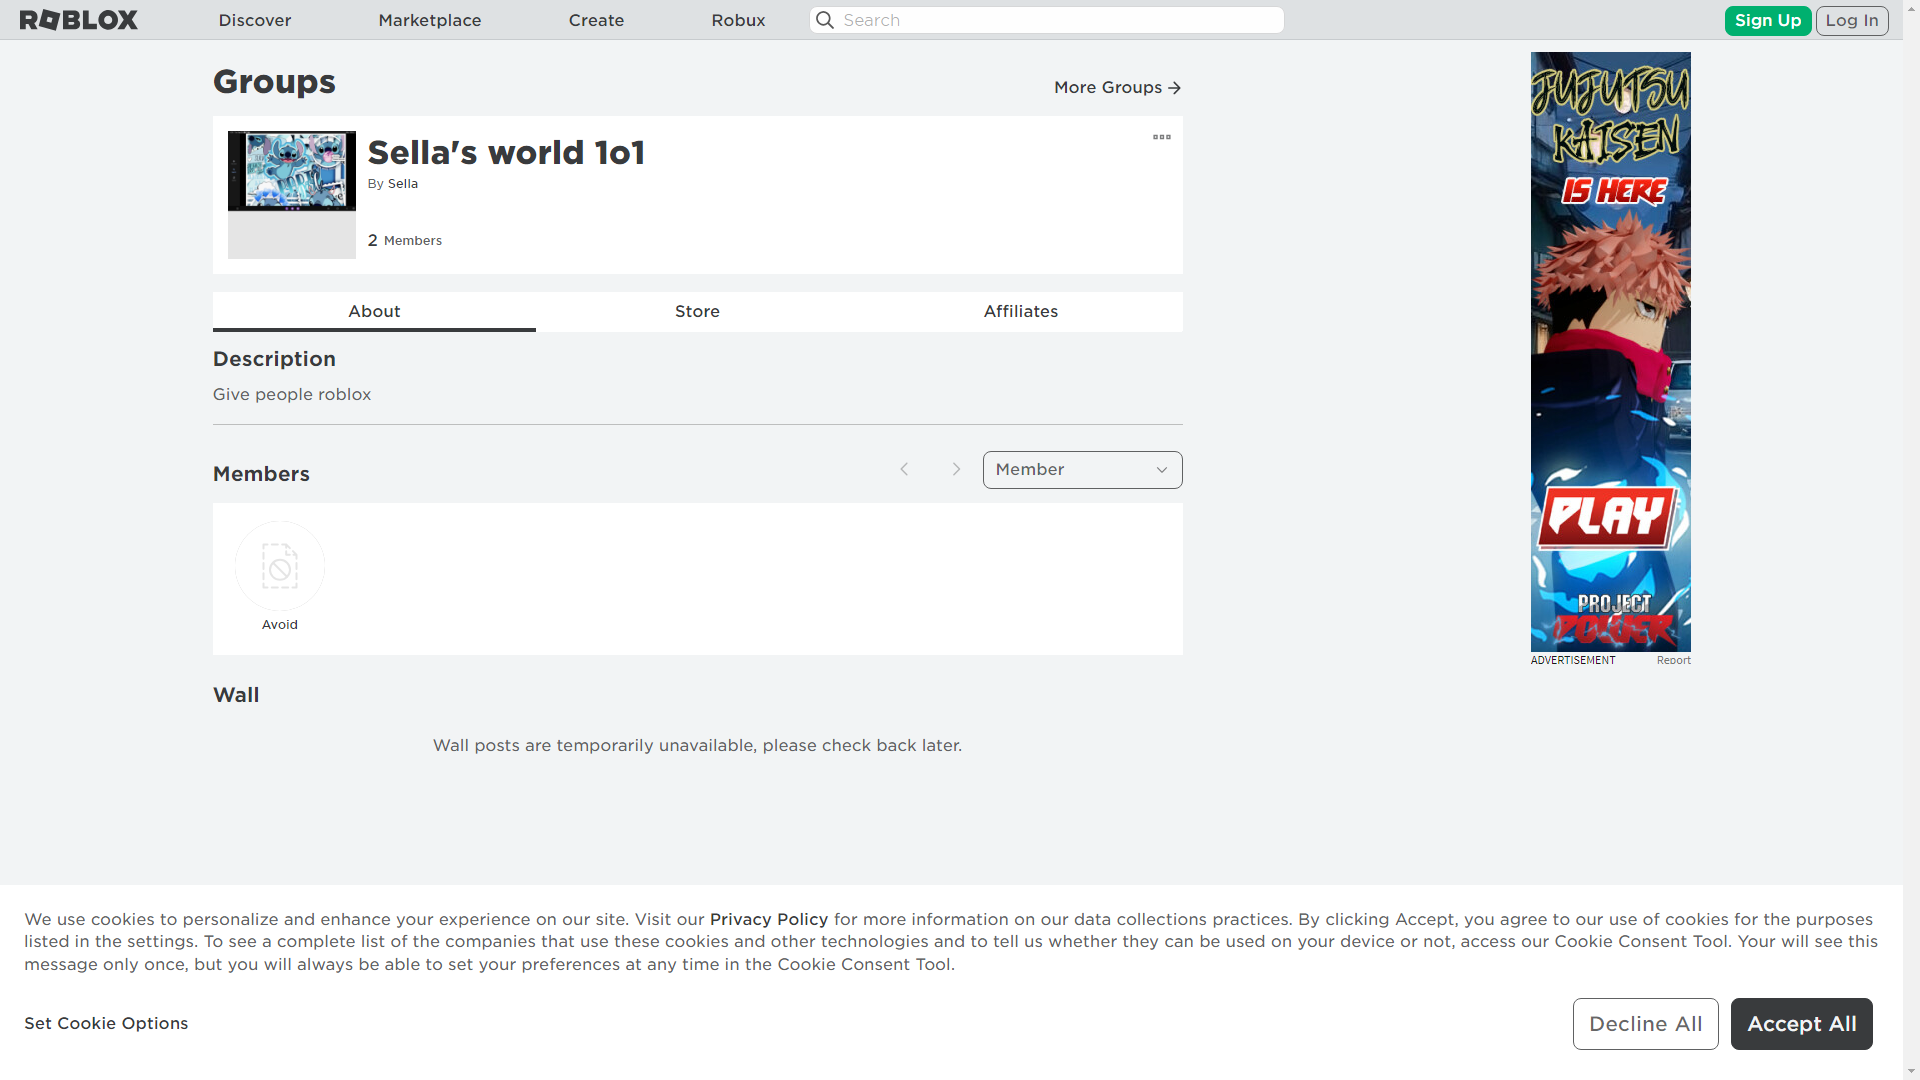 ROBLOX
Discover
Marketplace
Create
Robux
Search
Sign Up
Log In
Groups
More Groups
Sella's world 1o1
By Sella
2 Members
About
Store
Affiliates
Description
Give people roblox
Members
Member
Avoid
Wall
Wall posts are temporarily unavailable, please check back later.
JUJUTSU
KAISEN
IS HERE
PLAY
PROJECT
POWER
ADVERTISEMENT
Report
We use cookies to personalize and enhance your experience on our site. Visit our Privacy Policy for more information on our data collections practices. By clicking Accept, you agree to our use of cookies for the purposes
listed in the settings. To see a complete list of the companies that use these cookies and other technologies and to tell us whether they can be used on your device or not, access our Cookie Consent Tool. Your will see this
message only once, but you will always be able to set your preferences at any time in the Cookie Consent Tool.
Set Cookie Options
Decline All
Accept All